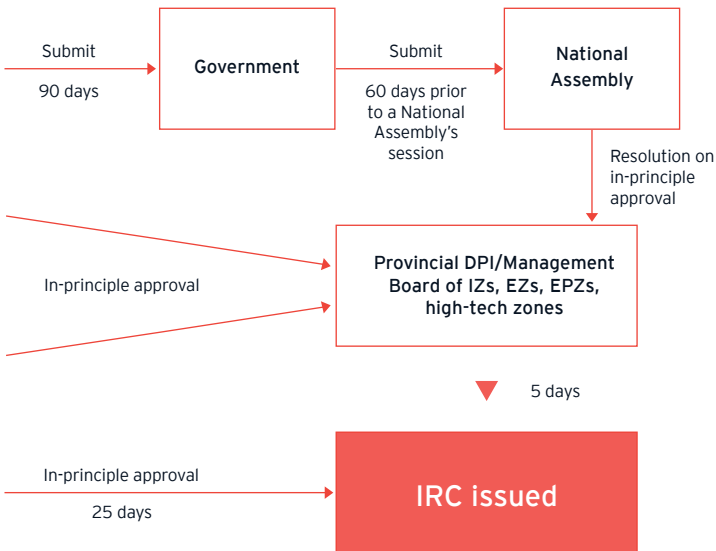 Submit
90 days
Government
Submit
60 days prior
to a National
Assembly's
session
National
Assembly
Resolution on
in-principle
approval
In-principle approval
Provincial DPI/Management
Board of IZs, EZs, EPZs,
high-tech zones
5 days
In-principle approval
25 days
IRC issued